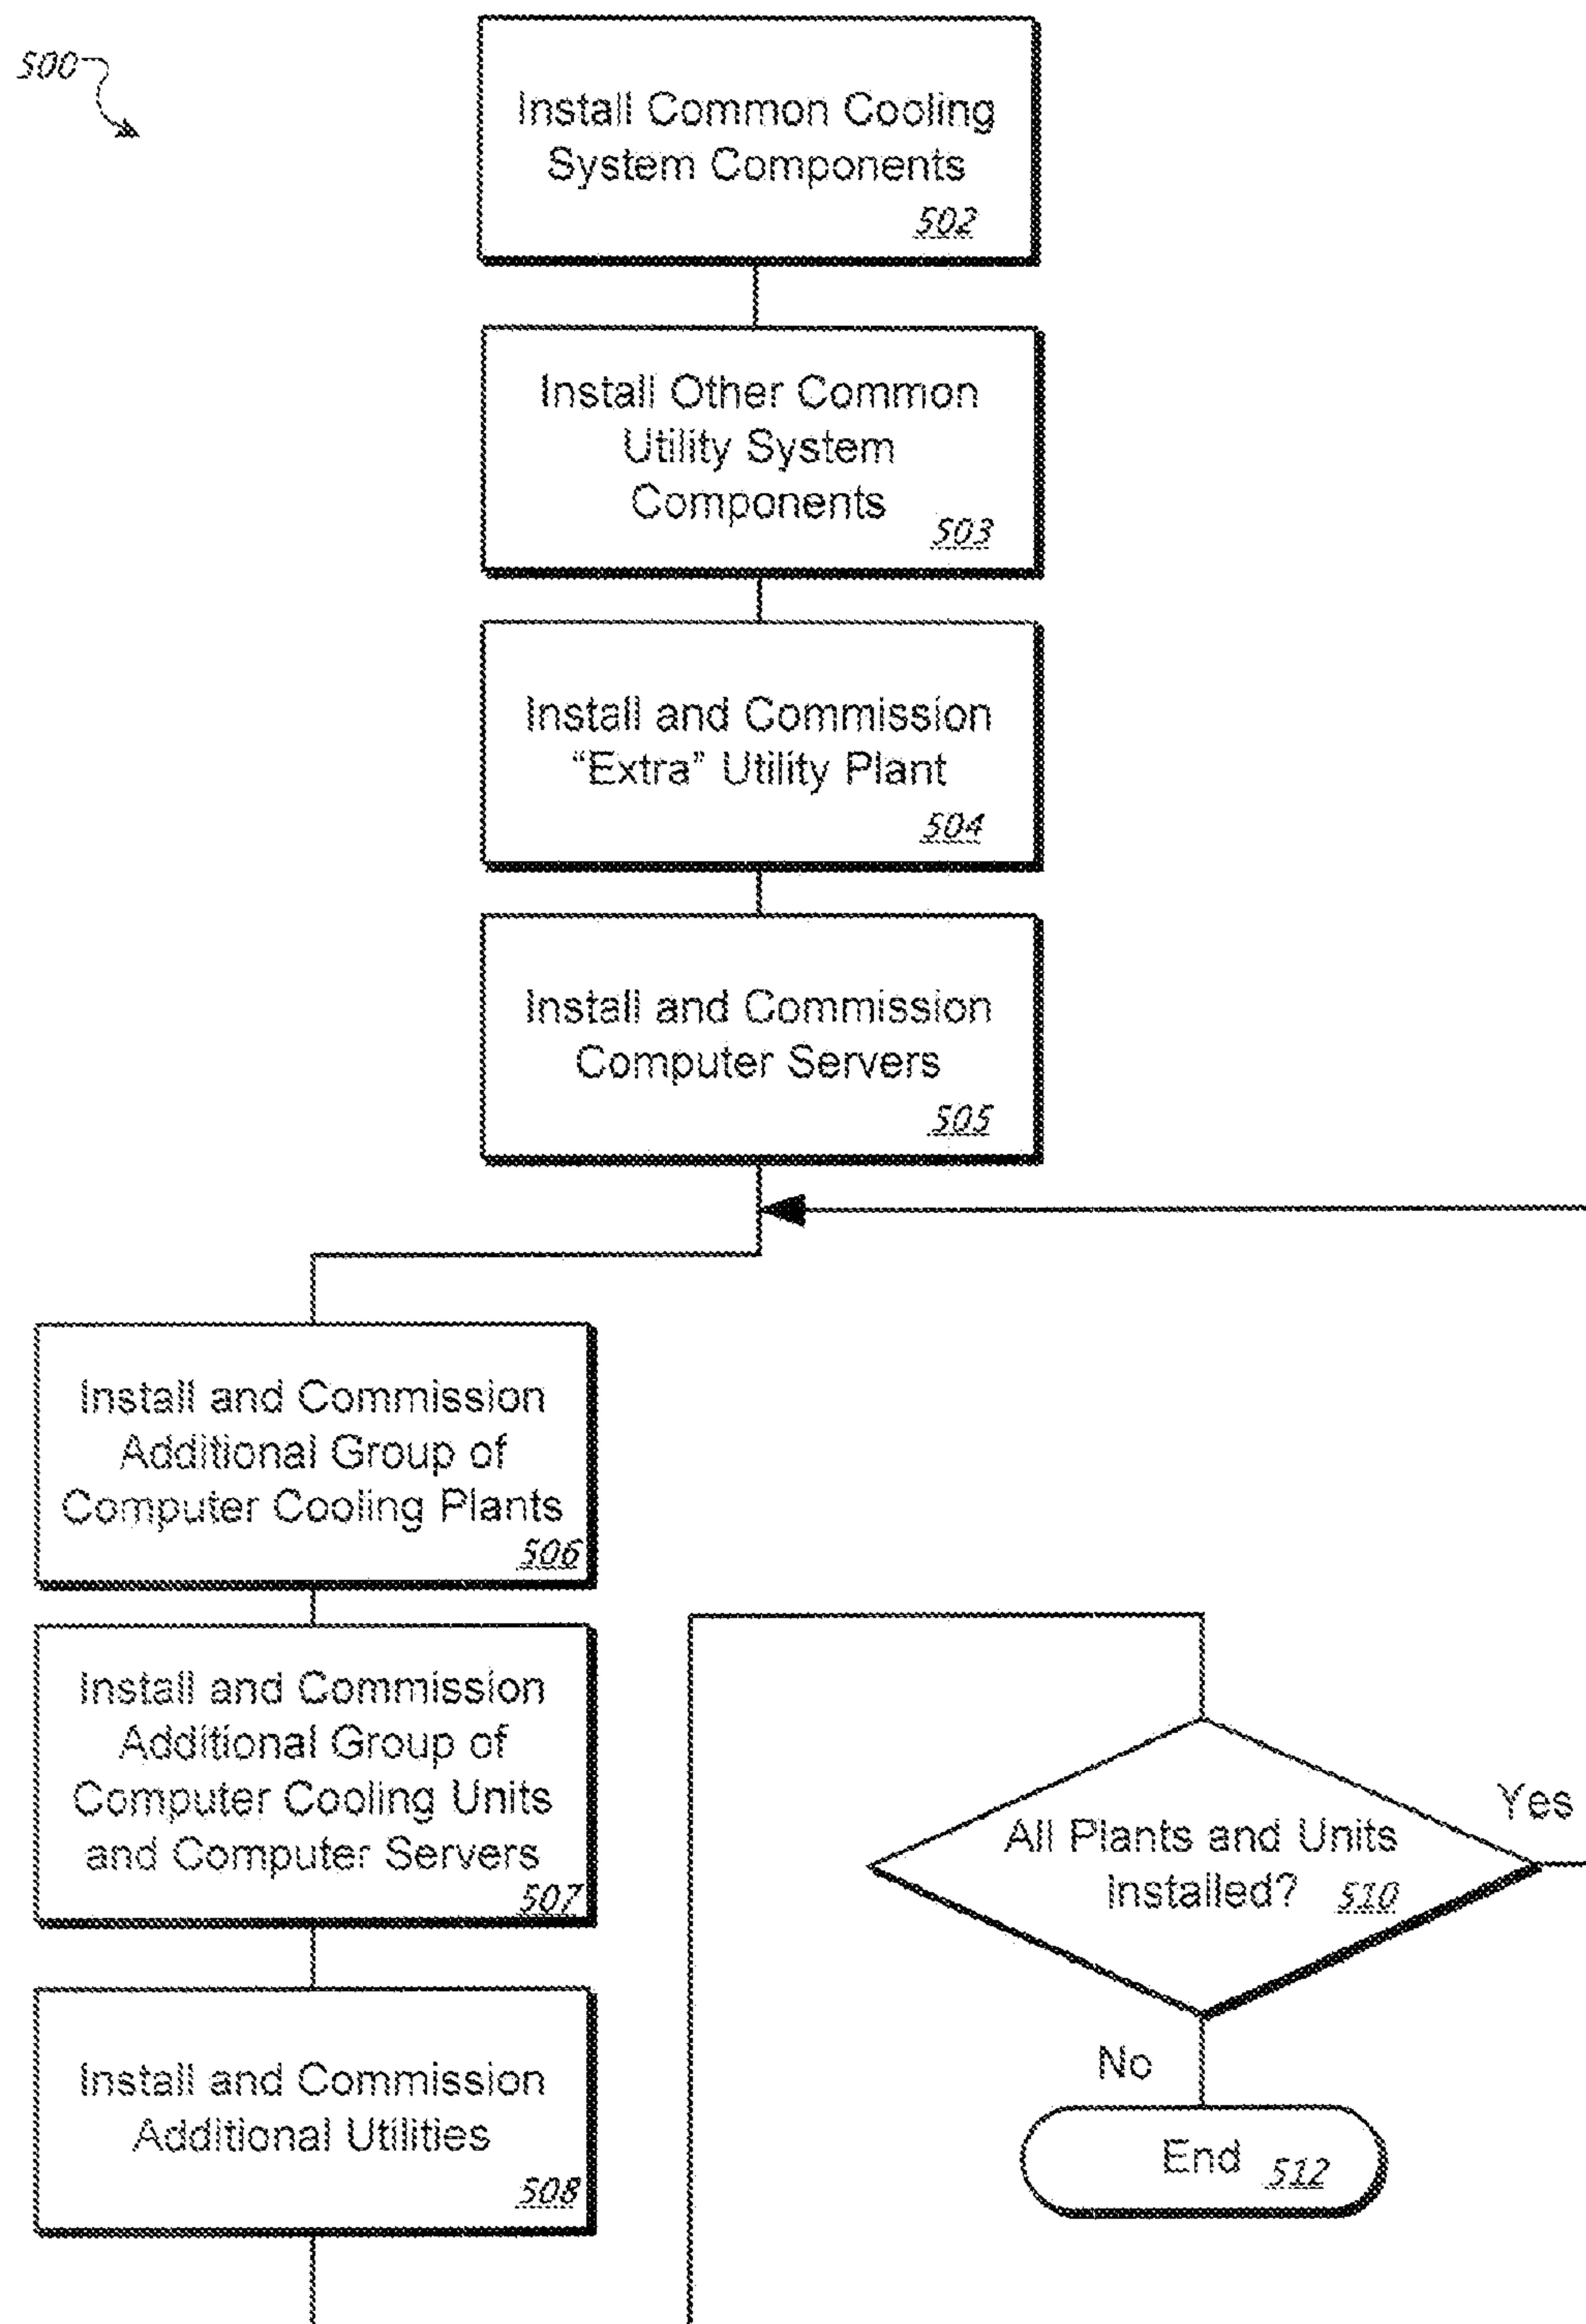 500
Install Common Cooling
System Components
502
Install Other Common
Utility System
Components
503
Install and Commission
“Extra” Utility Plant
504
Install and Commission
Computer Servers
505
Install and Commission
Additional Group of
Computer Cooling Plants
506
Install and Commission
Additional Group of
Computer Cooling Units
and Computer Servers
507
Install and Commission
Additional Utilities
508
All Plants and Units
Installed? 510
Yes
No
End 512